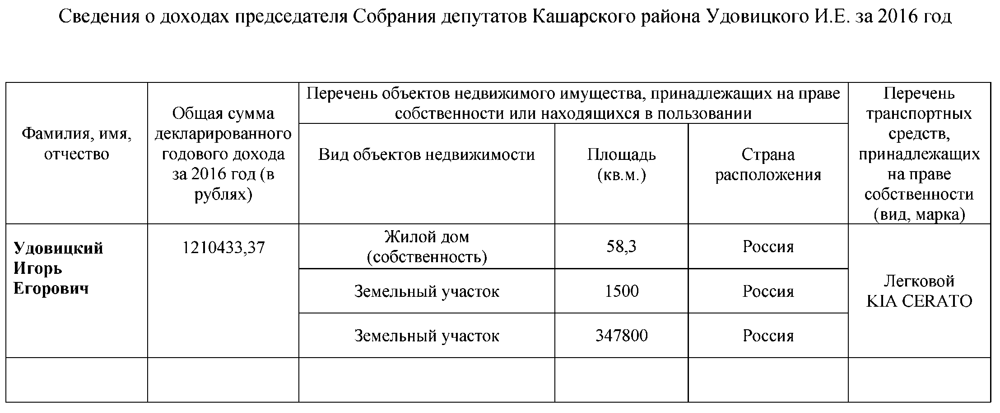 Сведения о доходах председателя Собрания депутатов Кашарского района Удовицкого И.Е. за 2016 год
Фамилия, имя,
отчество
Общая сумма
декларированного
годового дохода
за 2016 год (в
рублях)
Перечень объектов недвижимого имущества, принадлежащих на праве
собственности или находящихся в пользовании
Вид объектов недвижимости
Площадь
(кв.м.)
Страна
расположения
Перечень
транспортных
средств,
принадлежащих
на праве
собственности
(вид, марка)
Удовицкий
Игорь
Егорович
1210433,37
Жилой дом
(собственность)
58,3
Россия
Земельный участок
1500
Россия
Земельный участок
347800
Россия
Легковой
KIA CERATO